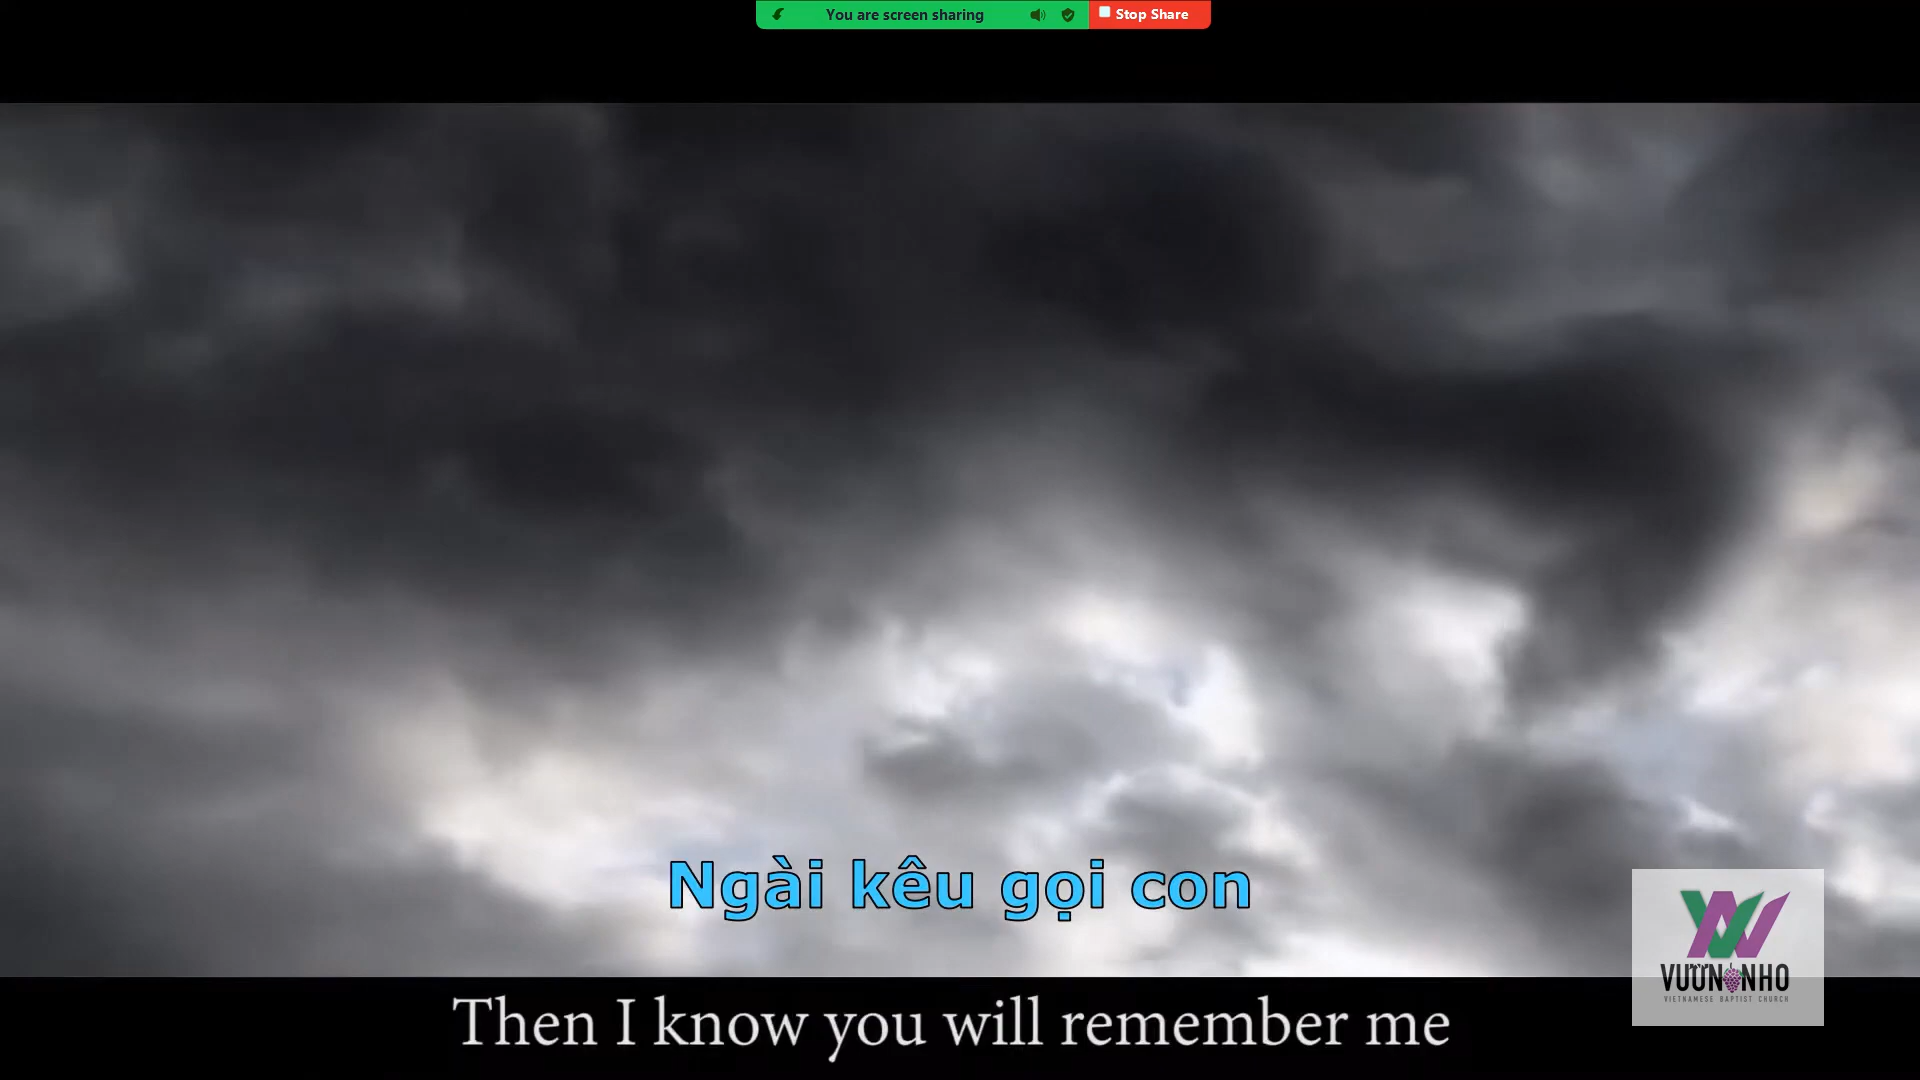 You are screen sharing
Stop Share
Ngài kêu gọi con
VƯỜN NHO
VIETNAMESE BAPTIST CHURCH
Then I know you will remember me